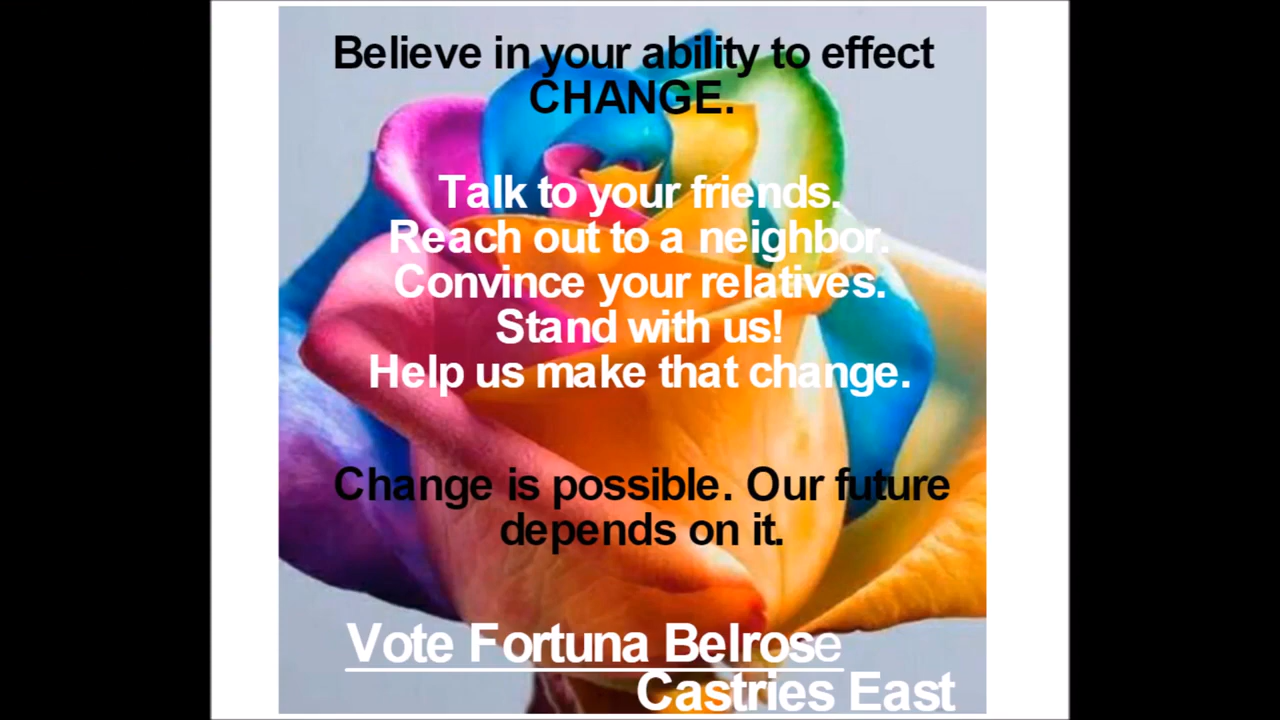 Believe in your ability to effect
CHANGE.
Talk to your friends.
Reach out to a neighbor.
Convince your relatives.
Stand with us!
Help us make that change.
Change is possible. Our future
depends on it.
Vote Fortuna Belrose
Castries East